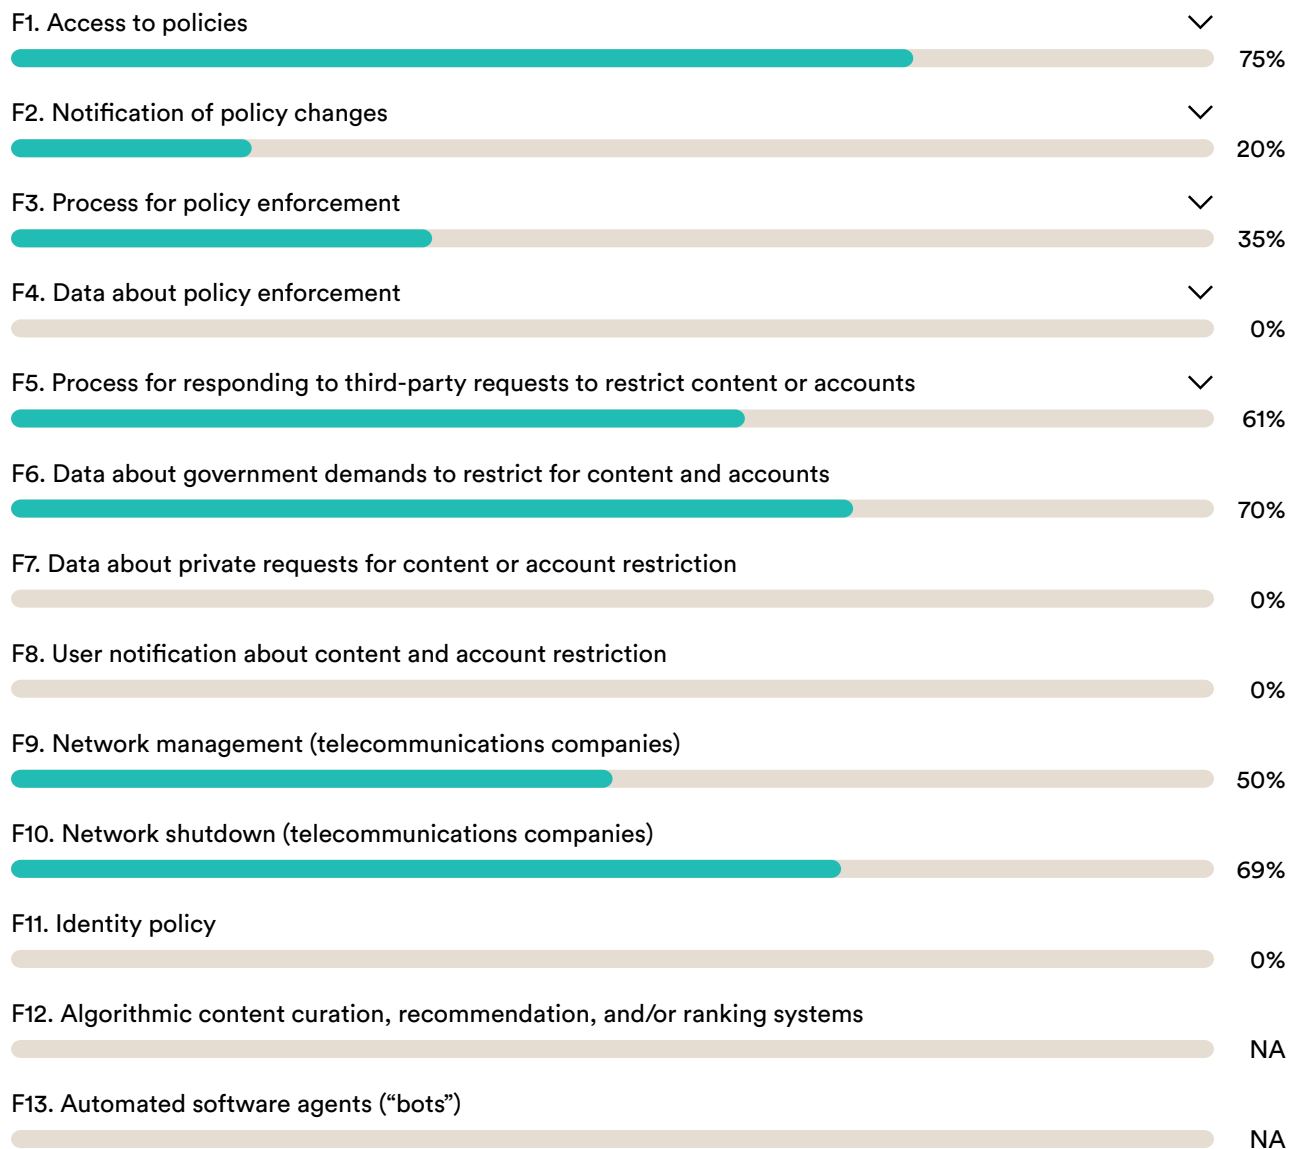 F1. Access to policies
75%
F2. Notification of policy changes
20%
F3. Process for policy enforcement
35%
F4. Data about policy enforcement
0%
F5. Process for responding to third-party requests to restrict content or accounts
61%
F6. Data about government demands to restrict for content and accounts
70%
F7. Data about private requests for content or account restriction
0%
F8. User notification about content and account restriction
0%
F9. Network management (telecommunications companies)
50%
F10. Network shutdown (telecommunications companies)
69%
F11. Identity policy
0%
F12. Algorithmic content curation, recommendation, and/or ranking systems
NA
F13. Automated software agents (“bots”)
NA